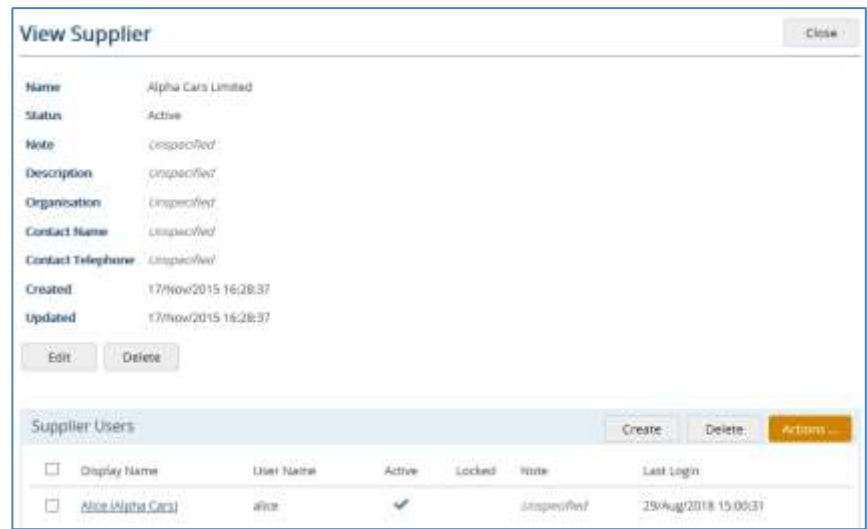 View Supplier Close
Name Alpha Cars Limited
Status Active
Note Unspecified
Description Unspecified
Organisation Unspecified
Contact Name Unspecified
Contact Telephone Unspecified
Created 17/Nov/2015 16:28:37
Updated 17/Nov/2015 16:28:37
Edit Delete
Supplier Users Create Delete Actions ...
Display Name User Name Active Locked Note Last Login
Alice (Alpha Cars) alice Unspecified 29/Aug/2018 15:00:31